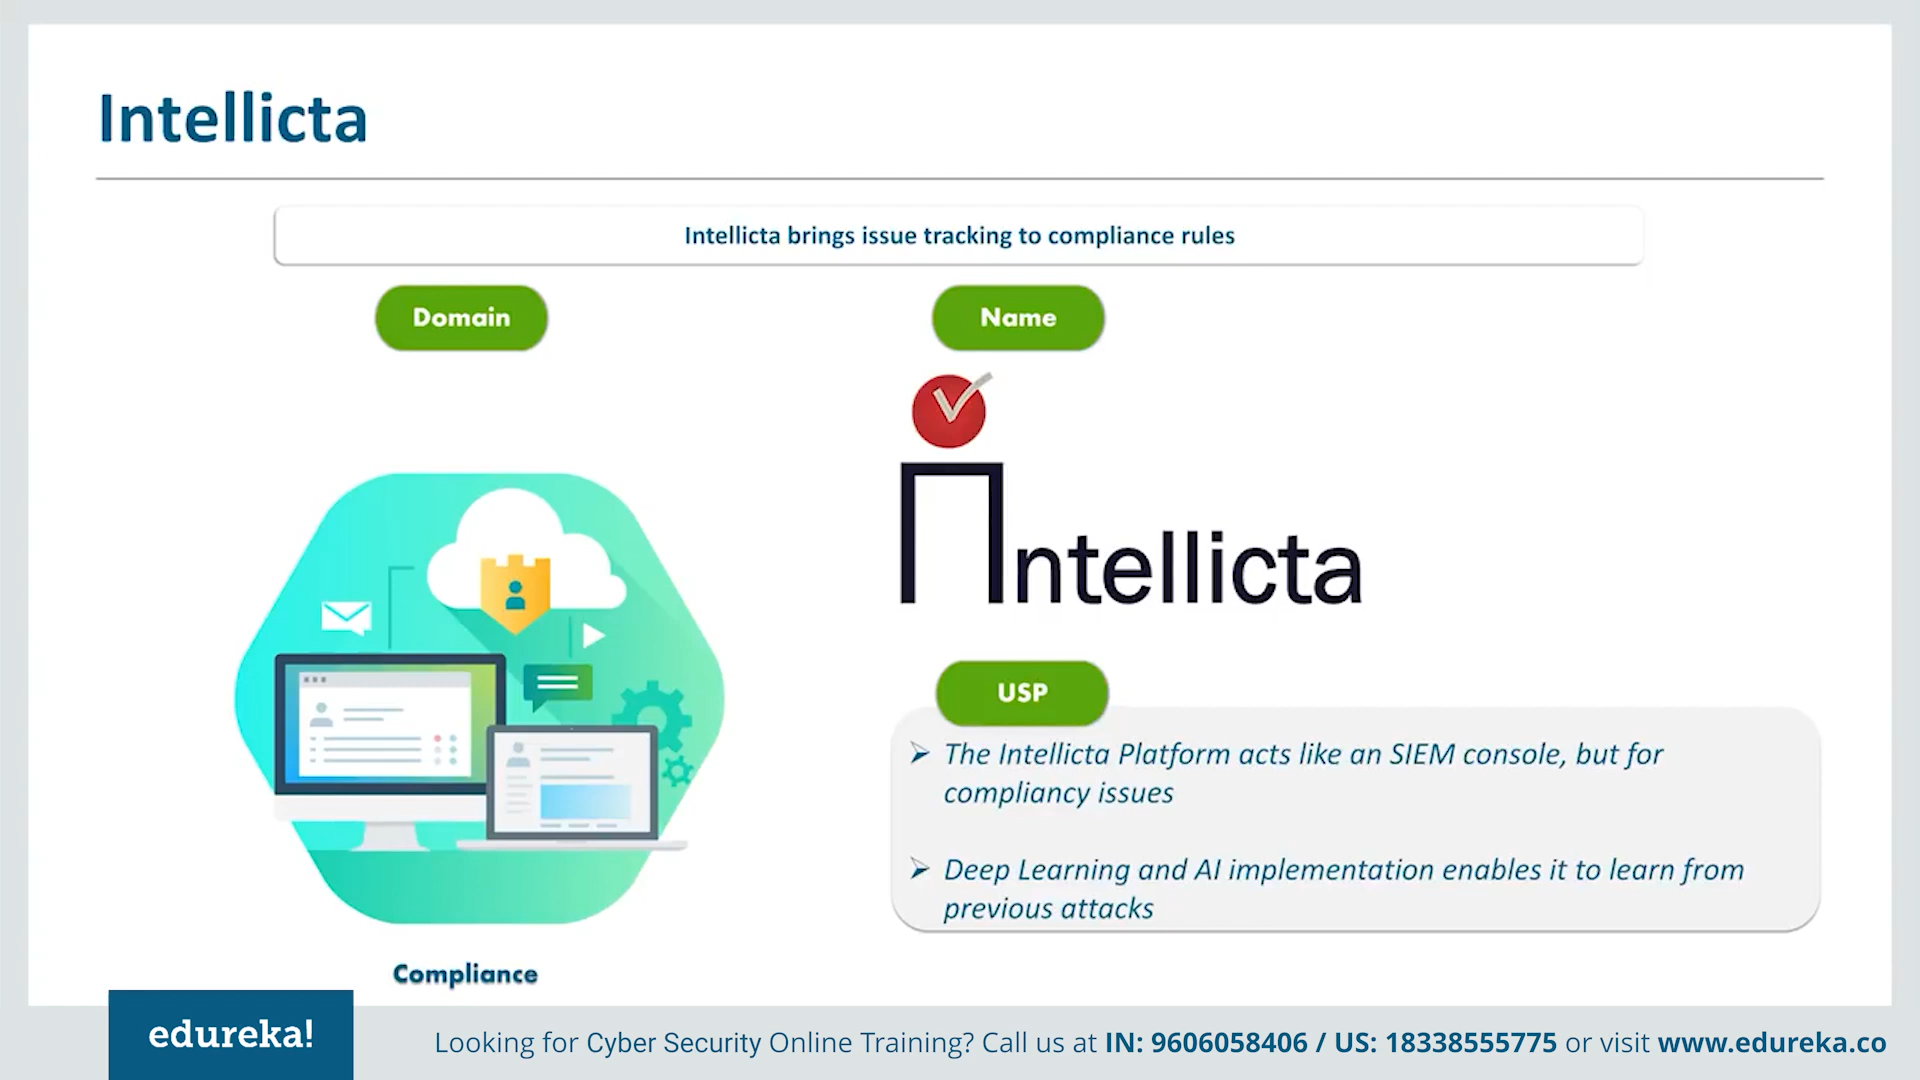 Intellicta
Intellicta brings issue tracking to compliance rules
Domain
Name
Intellicta
USP
The Intellicta Platform acts like an SIEM console, but for
compliancy issues
Deep Learning and AI implementation enables it to learn from
previous attacks
Compliance
edureka!
Looking for Cyber Security Online Training? Call us at IN: 9606058406 / US: 18338555775 or visit www.edureka.co